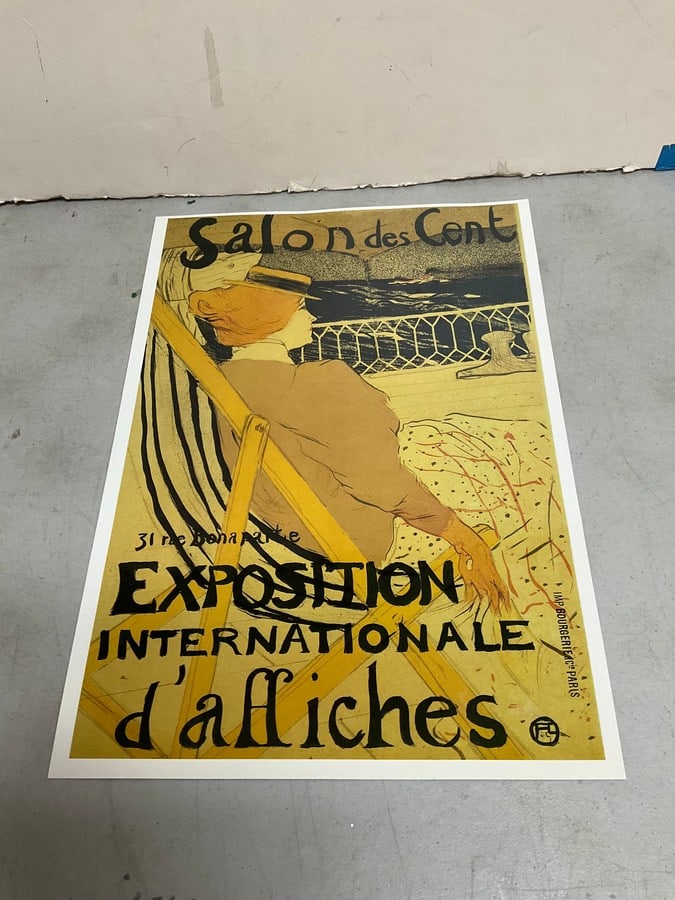 Salon des Cent
31 rue Bonaparte
EXPOSITION
INTERNATIONALE
d'affiches
IMP BOURGERIE & Cie PARIS